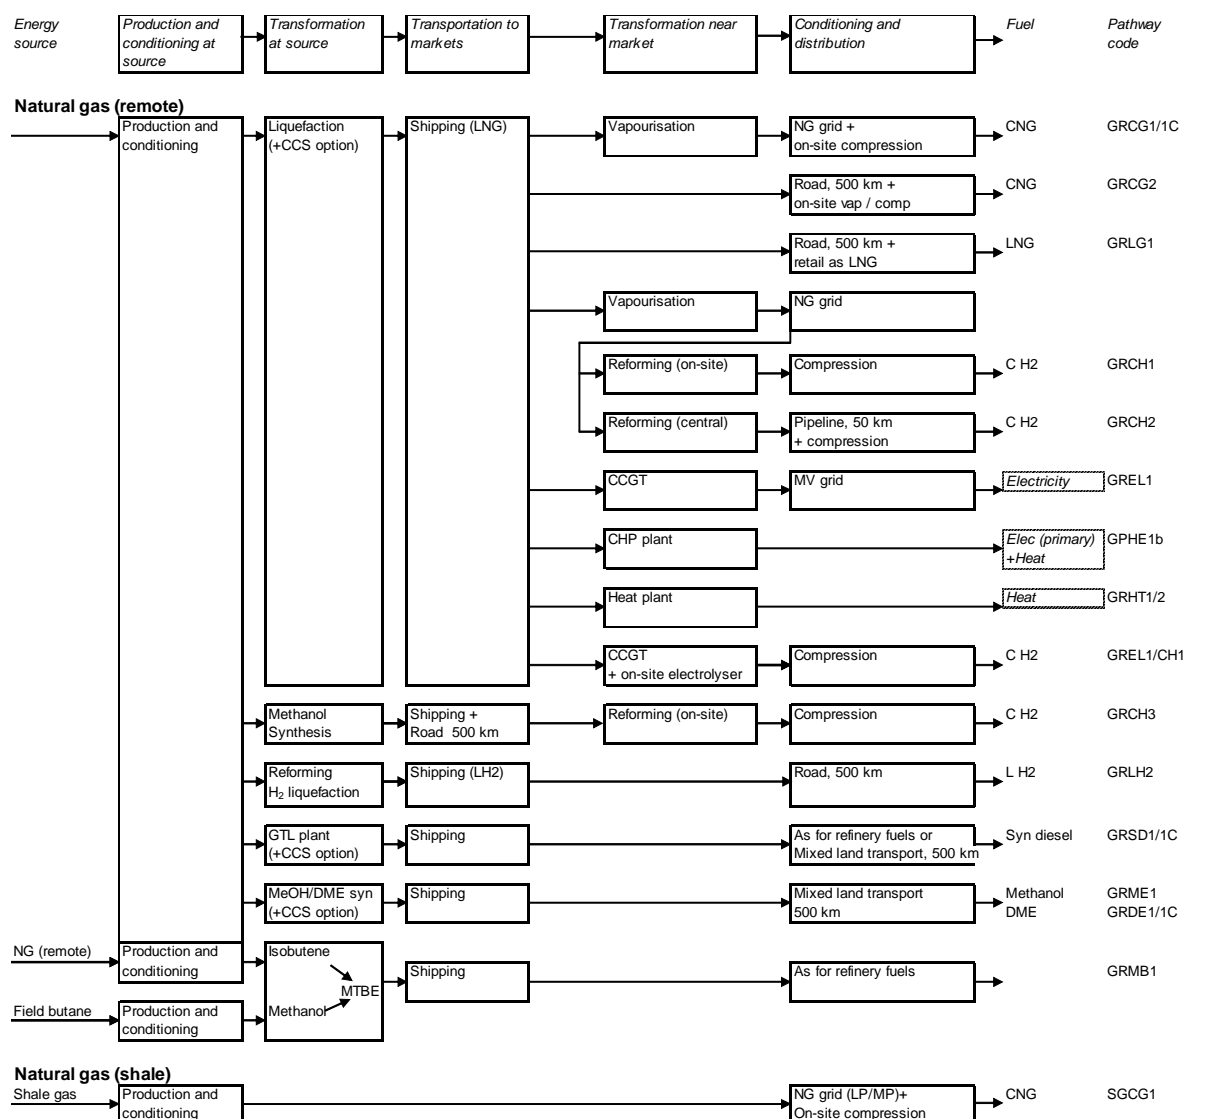 Energy source
Production and conditioning at source
Transformation at source
Transportation to markets
Transformation near market
Conditioning and distribution
Fuel
Pathway code
Natural gas (remote)
Production and conditioning
Liquefaction (+CCS option)
Shipping (LNG)
Vapourisation
NG grid + on-site compression
CNG
GRCG1/1C
Road, 500 km + on-site vap / comp
CNG
GRCG2
Road, 500 km + retail as LNG
LNG
GRLG1
Vapourisation
NG grid
Reforming (on-site)
Compression
C H2
GRCH1
Reforming (central)
Pipeline, 50 km + compression
C H2
GRCH2
CCGT
MV grid
Electricity
GREL1
CHP plant
Elec (primary) +Heat
GPHE1b
Heat plant
Heat
GRHT1/2
CCGT + on-site electrolyser
Compression
C H2
GREL1/CH1
Methanol Synthesis
Shipping + Road 500 km
Reforming (on-site)
Compression
C H2
GRCH3
Reforming H₂ liquefaction
Shipping (LH2)
Road, 500 km
L H2
GRLH2
GTL plant (+CCS option)
Shipping
As for refinery fuels or Mixed land transport, 500 km
Syn diesel
GRSD1/1C
MeOH/DME syn (+CCS option)
Shipping
Mixed land transport 500 km
Methanol
GRME1
DME
GRDE1/1C
NG (remote)
Production and conditioning
Isobutene
MTBE
Methanol
Shipping
As for refinery fuels
GRMB1
Field butane
Production and conditioning
Natural gas (shale)
Shale gas
Production and conditioning
NG grid (LP/MP)+ On-site compression
CNG
SGCG1